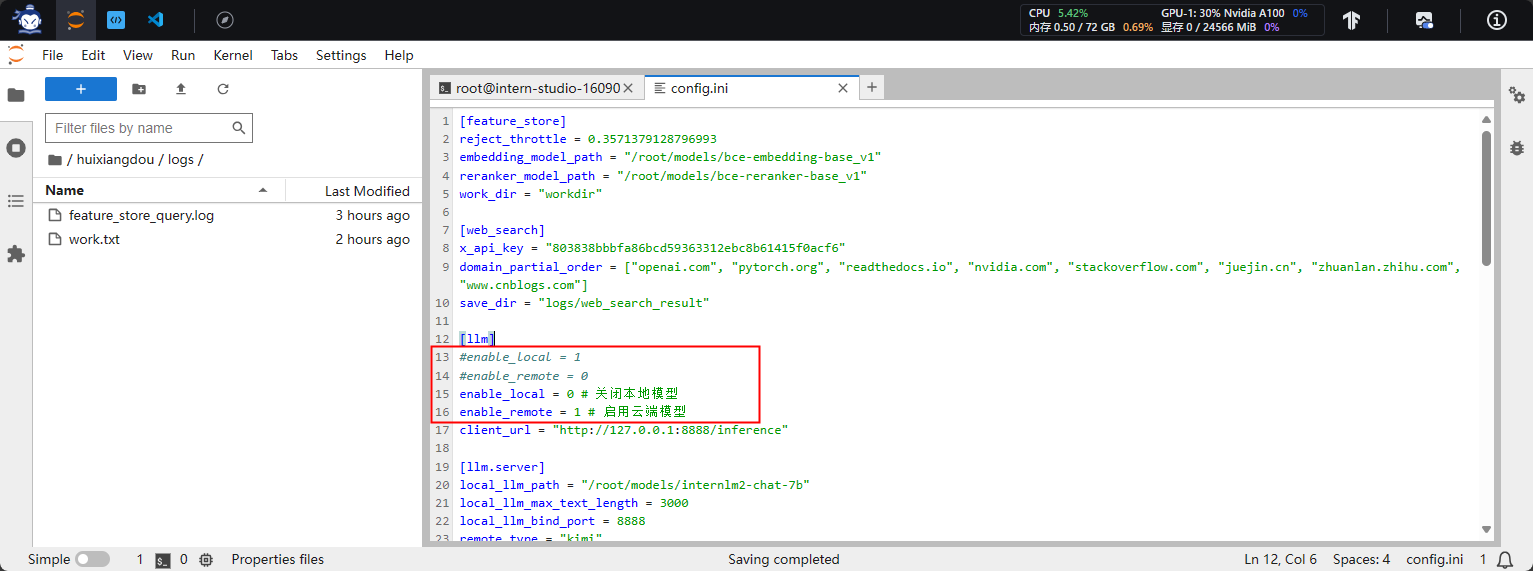 CPU 5.42% GPU-1: 30% Nvidia A100 0%
内存 0.50 / 72 GB 0.69% 显存 0 / 24566 MiB 0%
File Edit View Run Kernel Tabs Settings Help
root@intern-studio-16090 config.ini
Filter files by name
/ huixiangdou / logs /
Name Last Modified
feature_store_query.log 3 hours ago
work.txt 2 hours ago
1 [feature_store]
2 reject_throttle = 0.3571379128796993
3 embedding_model_path = "/root/models/bce-embedding-base_v1"
4 reranker_model_path = "/root/models/bce-reranker-base_v1"
5 work_dir = "workdir"
6
7 [web_search]
8 x_api_key = "803838bbbfa86bcd59363312ebc8b61415f0acf6"
9 domain_partial_order = ["openai.com", "pytorch.org", "readthedocs.io", "nvidia.com", "stackoverflow.com", "juejin.cn", "zhuanlan.zhihu.com",
"www.cnblogs.com"]
10 save_dir = "logs/web_search_result"
11
12 [llm]
13 #enable_local = 1
14 #enable_remote = 0
15 enable_local = 0 # 关闭本地模型
16 enable_remote = 1 # 启用云端模型
17 client_url = "http://127.0.0.1:8888/inference"
18
19 [llm.server]
20 local_llm_path = "/root/models/internlm2-chat-7b"
21 local_llm_max_text_length = 3000
22 local_llm_bind_port = 8888
23 remote_type = "kimi"
Simple 1 0 Properties files Saving completed Ln 12, Col 6 Spaces: 4 config.ini 1